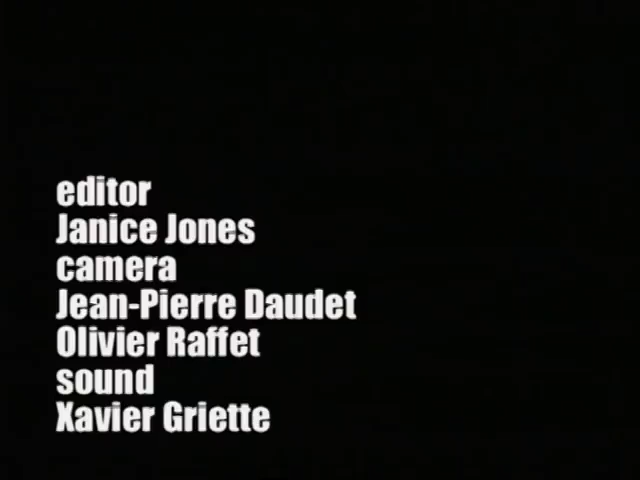 editor
Janice Jones
camera
Jean-Pierre Daudet
Olivier Raffet
sound
Xavier Griette